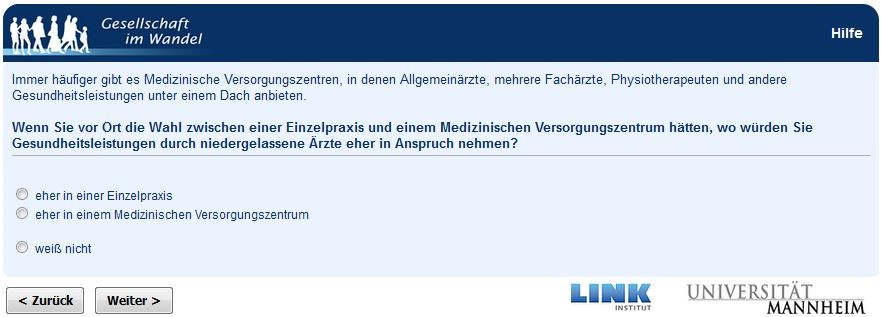 Gesellschaft
im Wandel
Hilfe
Immer häufiger gibt es Medizinische Versorgungszentren, in denen Allgemeinärzte, mehrere Fachärzte, Physiotherapeuten und andere
Gesundheitsleistungen unter einem Dach anbieten.
Wenn Sie vor Ort die Wahl zwischen einer Einzelpraxis und einem Medizinischen Versorgungszentrum hätten, wo würden Sie
Gesundheitsleistungen durch niedergelassene Ärzte eher in Anspruch nehmen?
eher in einer Einzelpraxis
eher in einem Medizinischen Versorgungszentrum
weiß nicht
< Zurück
Weiter >
LINK
INSTITUT
UNIVERSITÄT
MANNHEIM